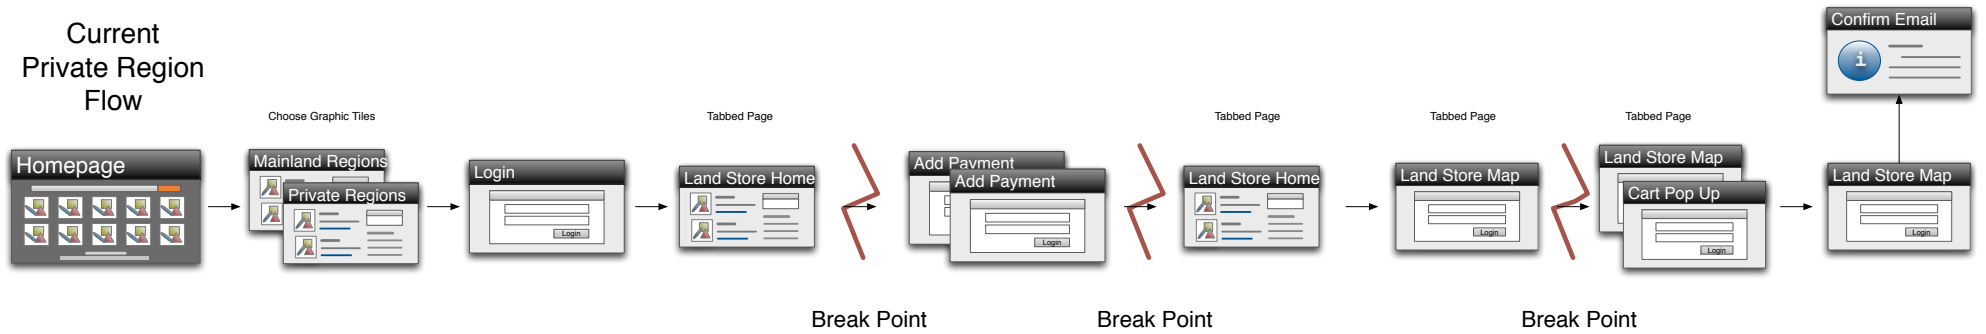 Current
Private Region
Flow
Confirm Email
i
Choose Graphic Tiles
Tabbed Page
Tabbed Page
Tabbed Page
Tabbed Page
Homepage
Mainland Regions
Private Regions
Login
Login
Land Store Home
Add Payment
Add Payment
Login
Land Store Home
Land Store Map
Login
Land Store Map
Cart Pop Up
Login
Land Store Map
Login
Break Point
Break Point
Break Point